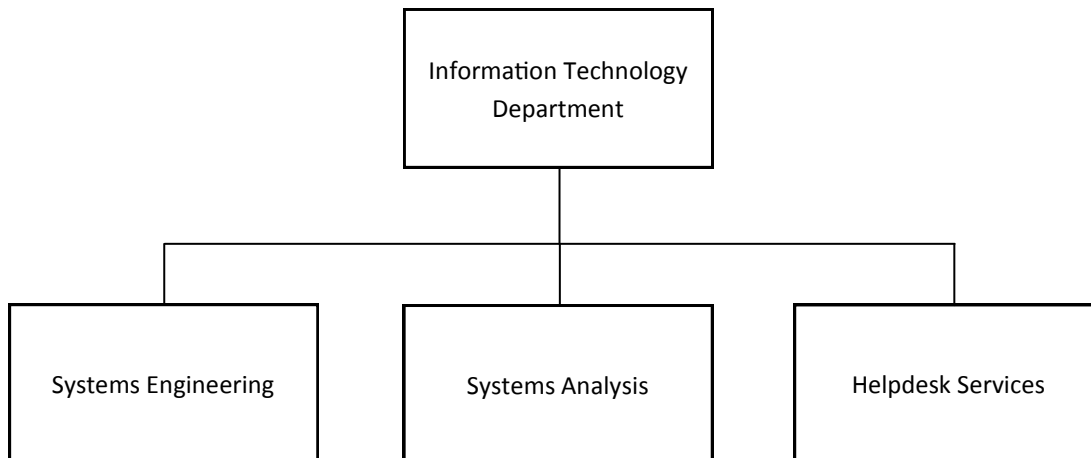 Information Technology
Department
Systems Engineering
Systems Analysis
Helpdesk Services